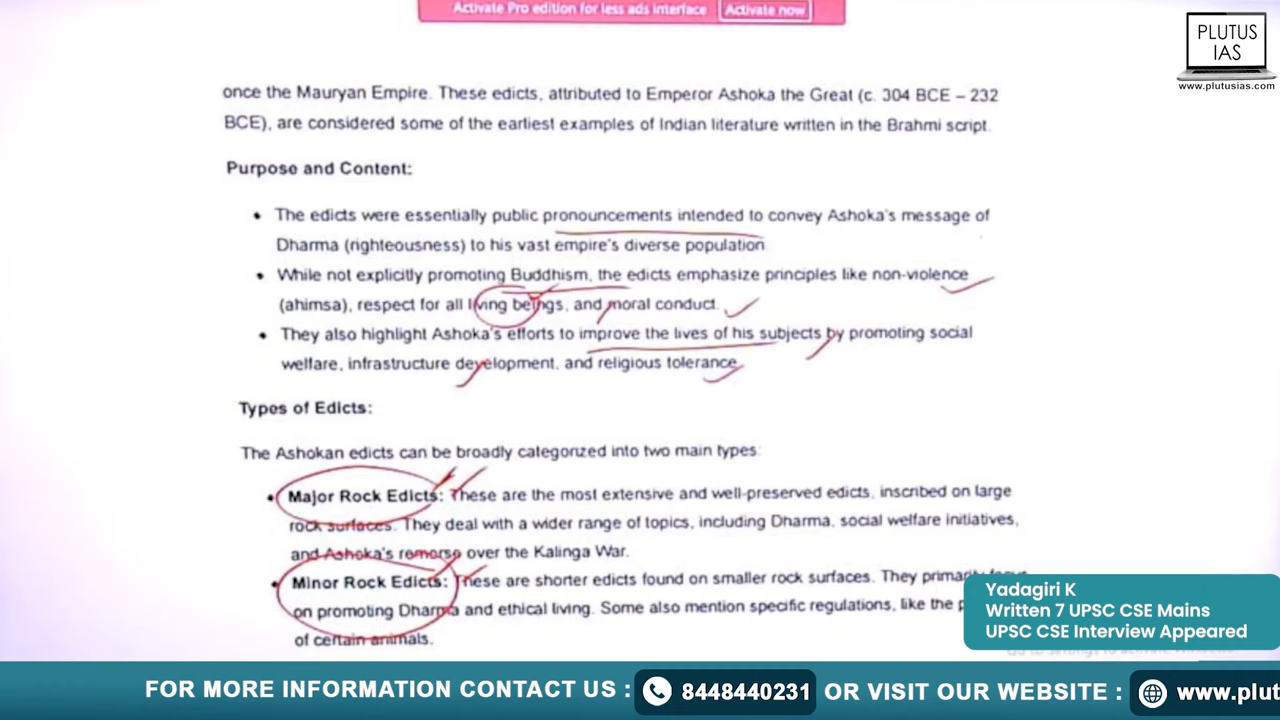 Activate Pro edition for less ads interface Activate now
PLUTUS
IAS
www.plutusias.com
once the Mauryan Empire. These edicts, attributed to Emperor Ashoka the Great (c. 304 BCE – 232
BCE), are considered some of the earliest examples of Indian literature written in the Brahmi script.
Purpose and Content:
• The edicts were essentially public pronouncements intended to convey Ashoka's message of
Dharma (righteousness) to his vast empire's diverse population
• While not explicitly promoting Buddhism, the edicts emphasize principles like non-violence
(ahimsa), respect for all living beings, and moral conduct.
• They also highlight Ashoka's efforts to improve the lives of his subjects by promoting social
welfare, infrastructure development, and religious tolerance.
Types of Edicts:
The Ashokan edicts can be broadly categorized into two main types:
• Major Rock Edicts: These are the most extensive and well-preserved edicts, inscribed on large
rock surfaces. They deal with a wider range of topics, including Dharma, social welfare initiatives,
and Ashoka's remorse over the Kalinga War.
• Minor Rock Edicts: These are shorter edicts found on smaller rock surfaces. They
on promoting Dharma and ethical living. Some also mention specific regulations, like the
of certain animals.
Yadagiri K
Written 7 UPSC CSE Mains
UPSC CSE Interview Appeared
FOR MORE INFORMATION CONTACT US : 8448440231 OR VISIT OUR WEBSITE : www.plut